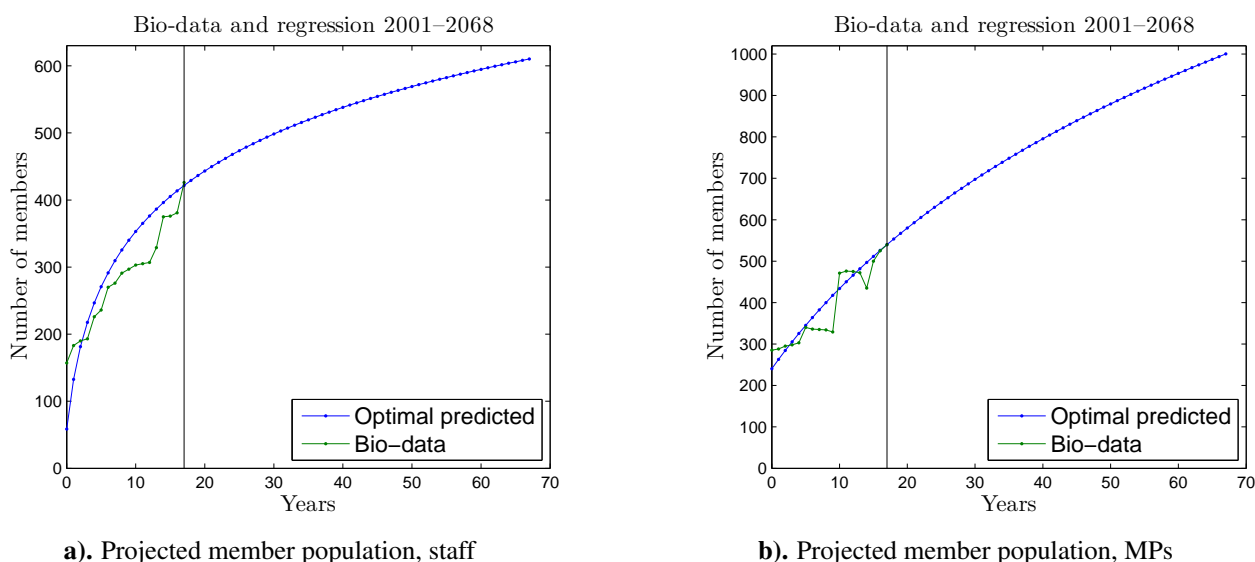 Bio-data and regression 2001–2068
600
500
400
300
200
100
0
0 10 20 30 40 50 60 70
Number of members
Years
Optimal predicted
Bio−data
a). Projected member population, staff
Bio-data and regression 2001–2068
1000
900
800
700
600
500
400
300
200
100
0
0 10 20 30 40 50 60 70
Number of members
Years
Optimal predicted
Bio−data
b). Projected member population, MPs